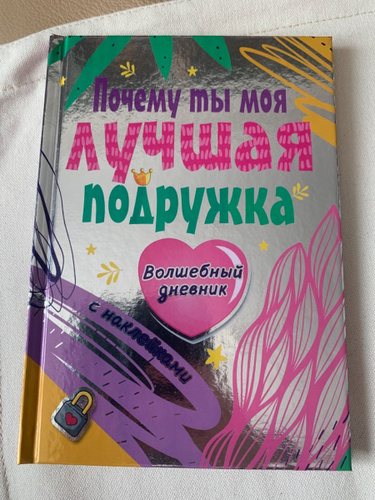 Почему ты моя
лучшая
подружка
Волшебный
дневник
с наклейками